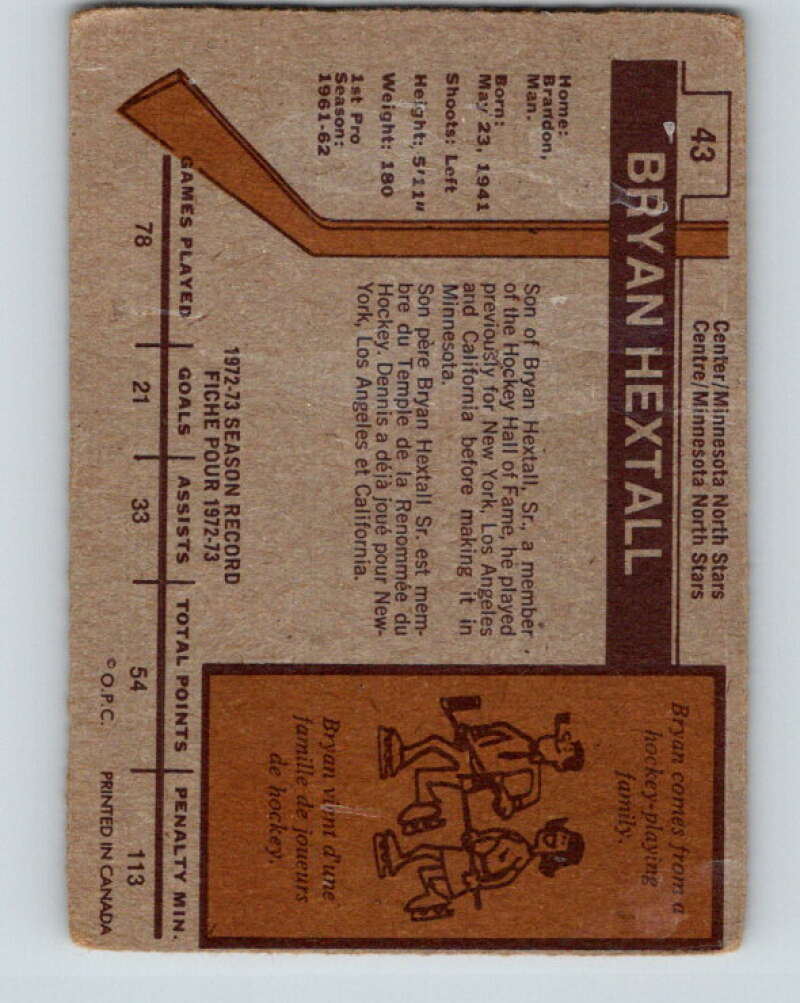 43
Center/Minnesota North Stars
Centre/Minnesota North Stars
BRYAN HEXTALL
Home:
Brandon,
Man.
Born:
May 23, 1941
Shoots: Left
Height: 5'11"
Weight: 180
1st Pro
Season:
1961-62
Son of Bryan Hextall, Sr., a member
of the Hockey Hall of Fame, he played
previously for New York, Los Angeles
and California before making it in
Minnesota.
Son père Bryan Hextall Sr. est mem-
bre du Temple de la Renommée du
Hockey. Dennis a déjà joué pour New-
York, Los Angeles et California.
Bryan comes from a
hockey-playing
family.
Bryan vient d'une
famille de joueurs
de hockey.
1972-73 SEASON RECORD
FICHE POUR 1972-73
GAMES PLAYED GOALS ASSISTS TOTAL POINTS PENALTY MIN.
78 21 33 54 113
© O.P.C. PRINTED IN CANADA